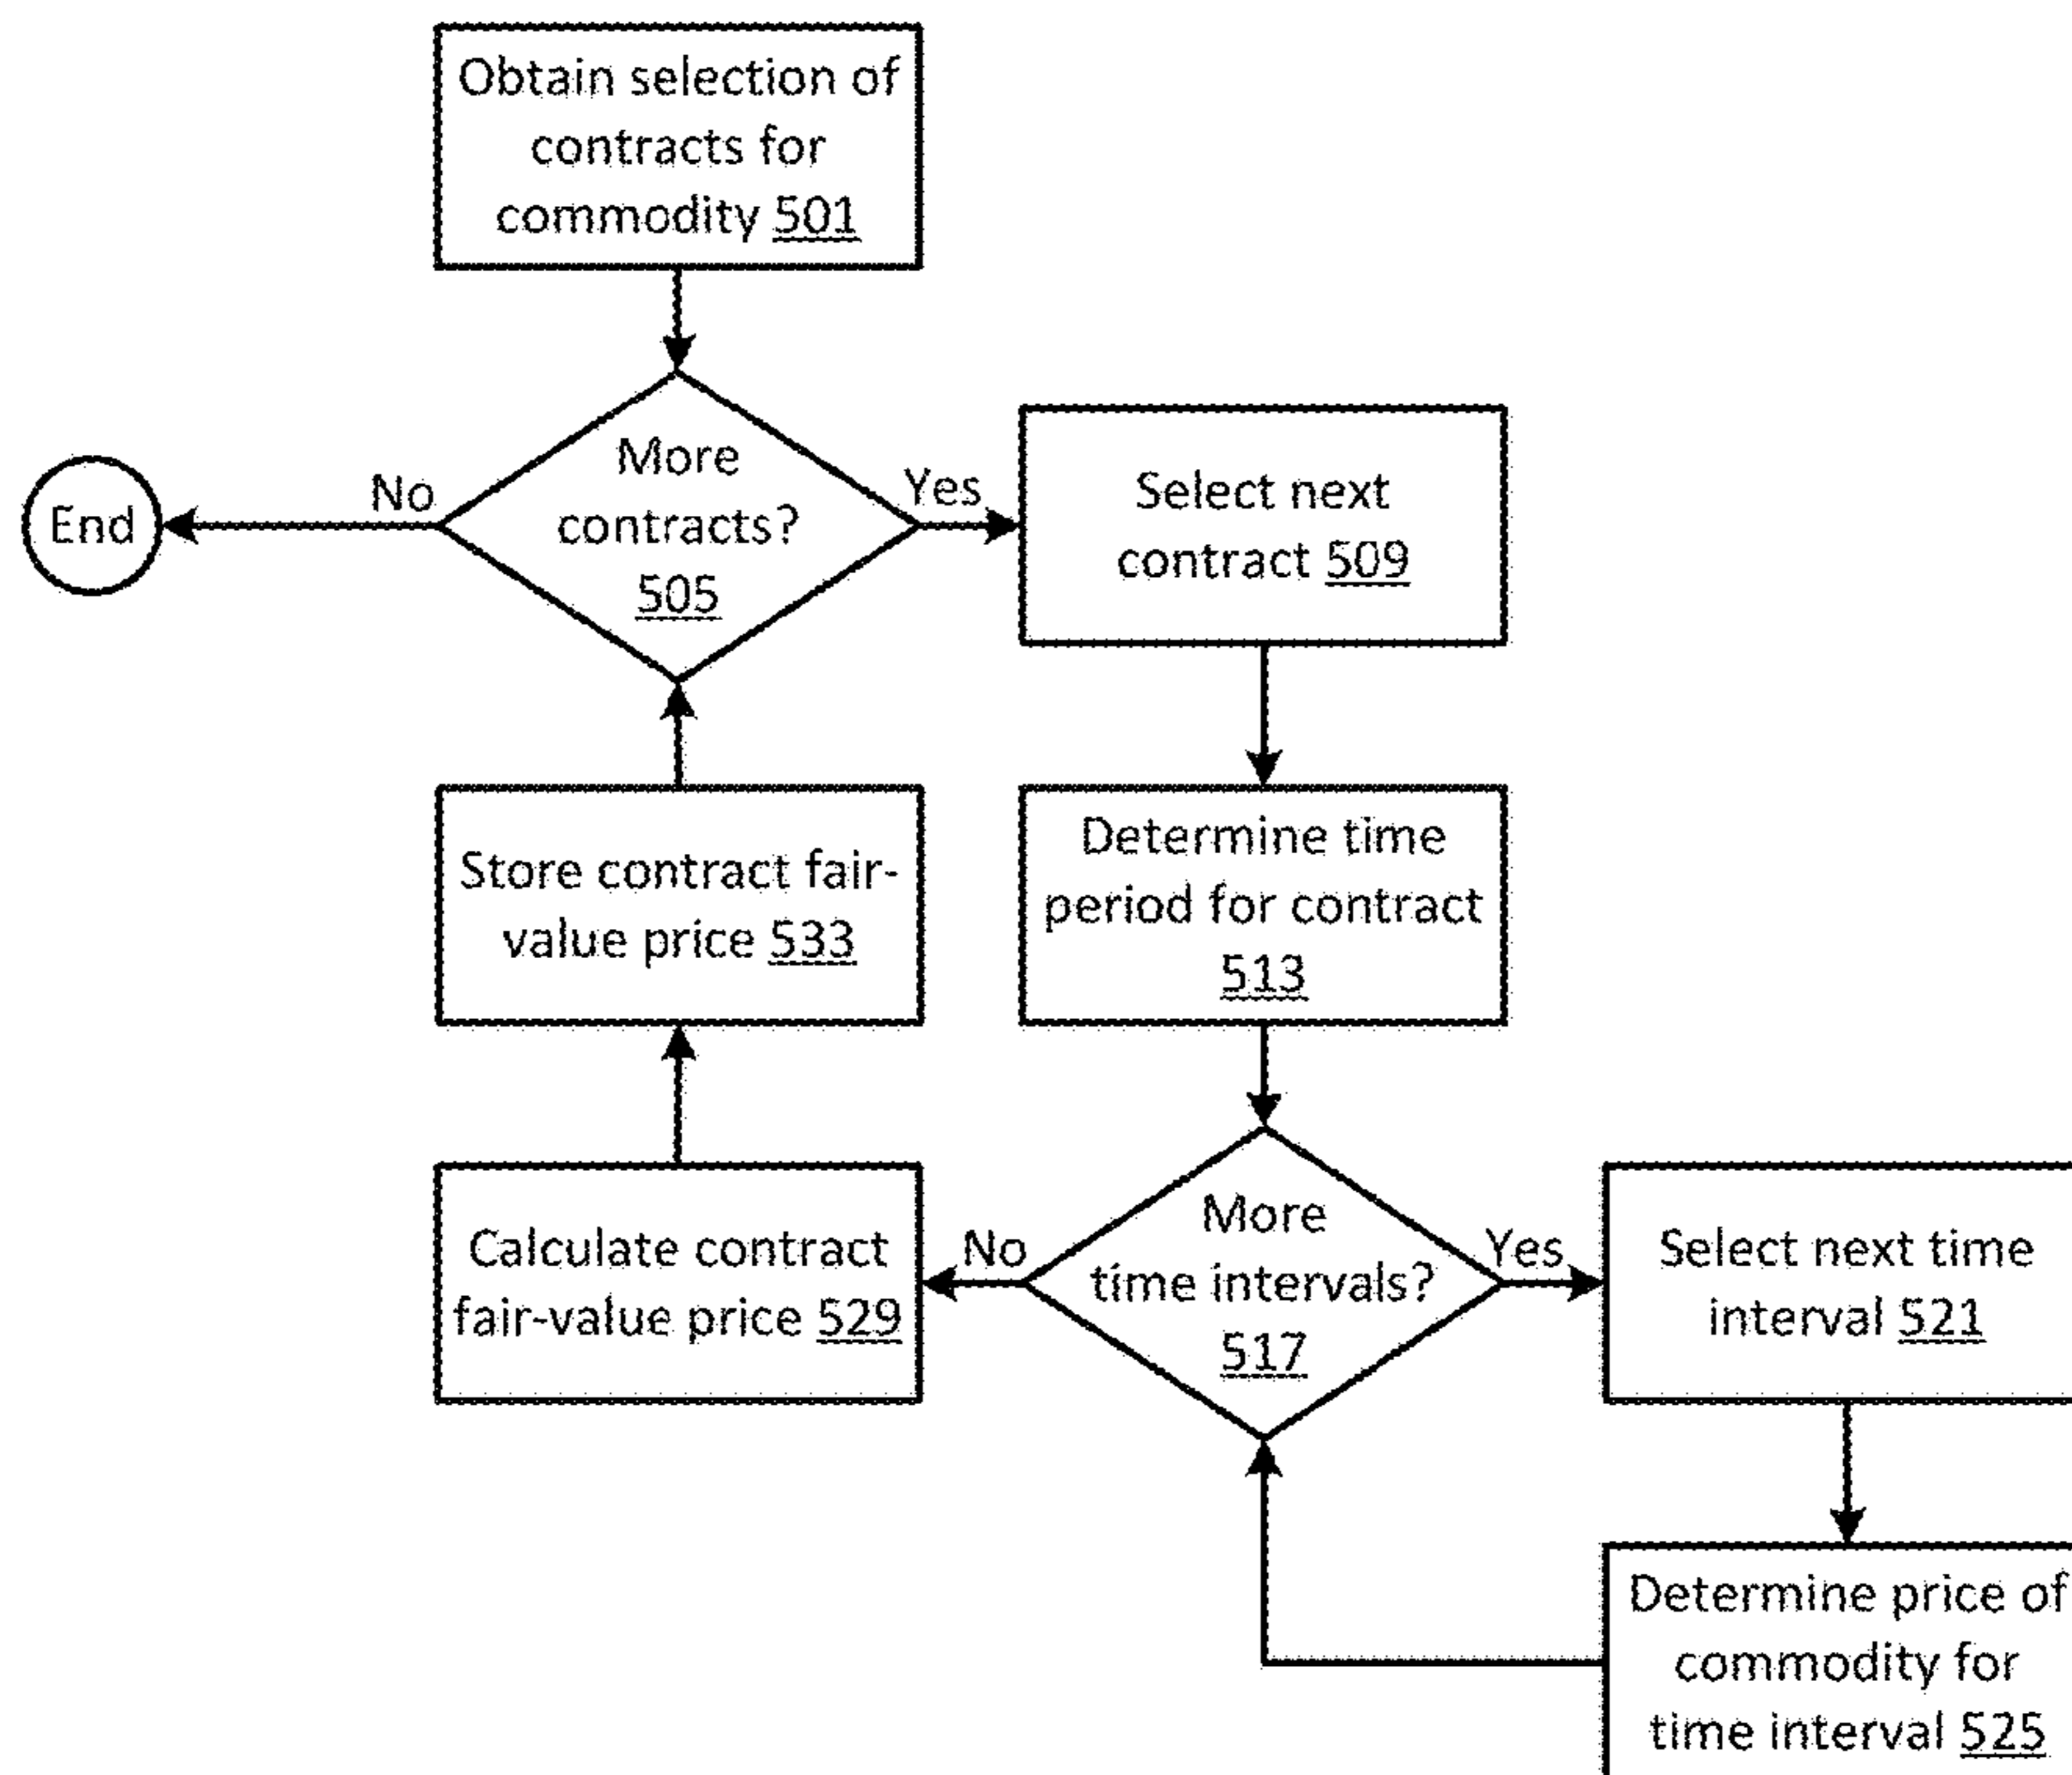 Obtain selection of
contracts for
commodity 501
More
contracts?
505
No
End
Yes
Select next
contract 509
Determine time
period for contract
513
Store contract fair-
value price 533
More
time intervals?
517
No
Calculate contract
fair-value price 529
Yes
Select next time
interval 521
Determine price of
commodity for
time interval 525